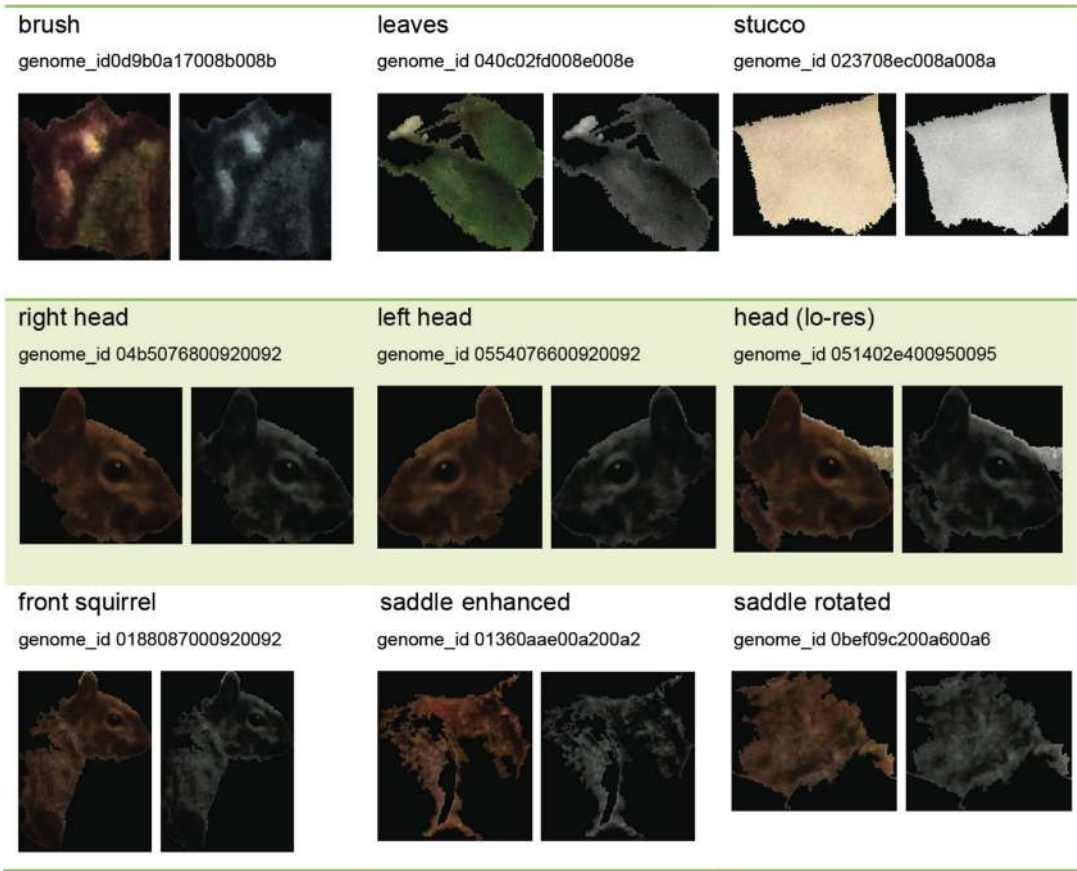 brush
genome_id0d9b0a17008b008b
leaves
genome_id 040c02fd008e008e
stucco
genome_id 023708ec008a008a
right head
genome_id 04b5076800920092
left head
genome_id 0554076600920092
head (lo-res)
genome_id 051402e400950095
front squirrel
genome_id 0188087000920092
saddle enhanced
genome_id 01360aae00a200a2
saddle rotated
genome_id 0bef09c200a600a6